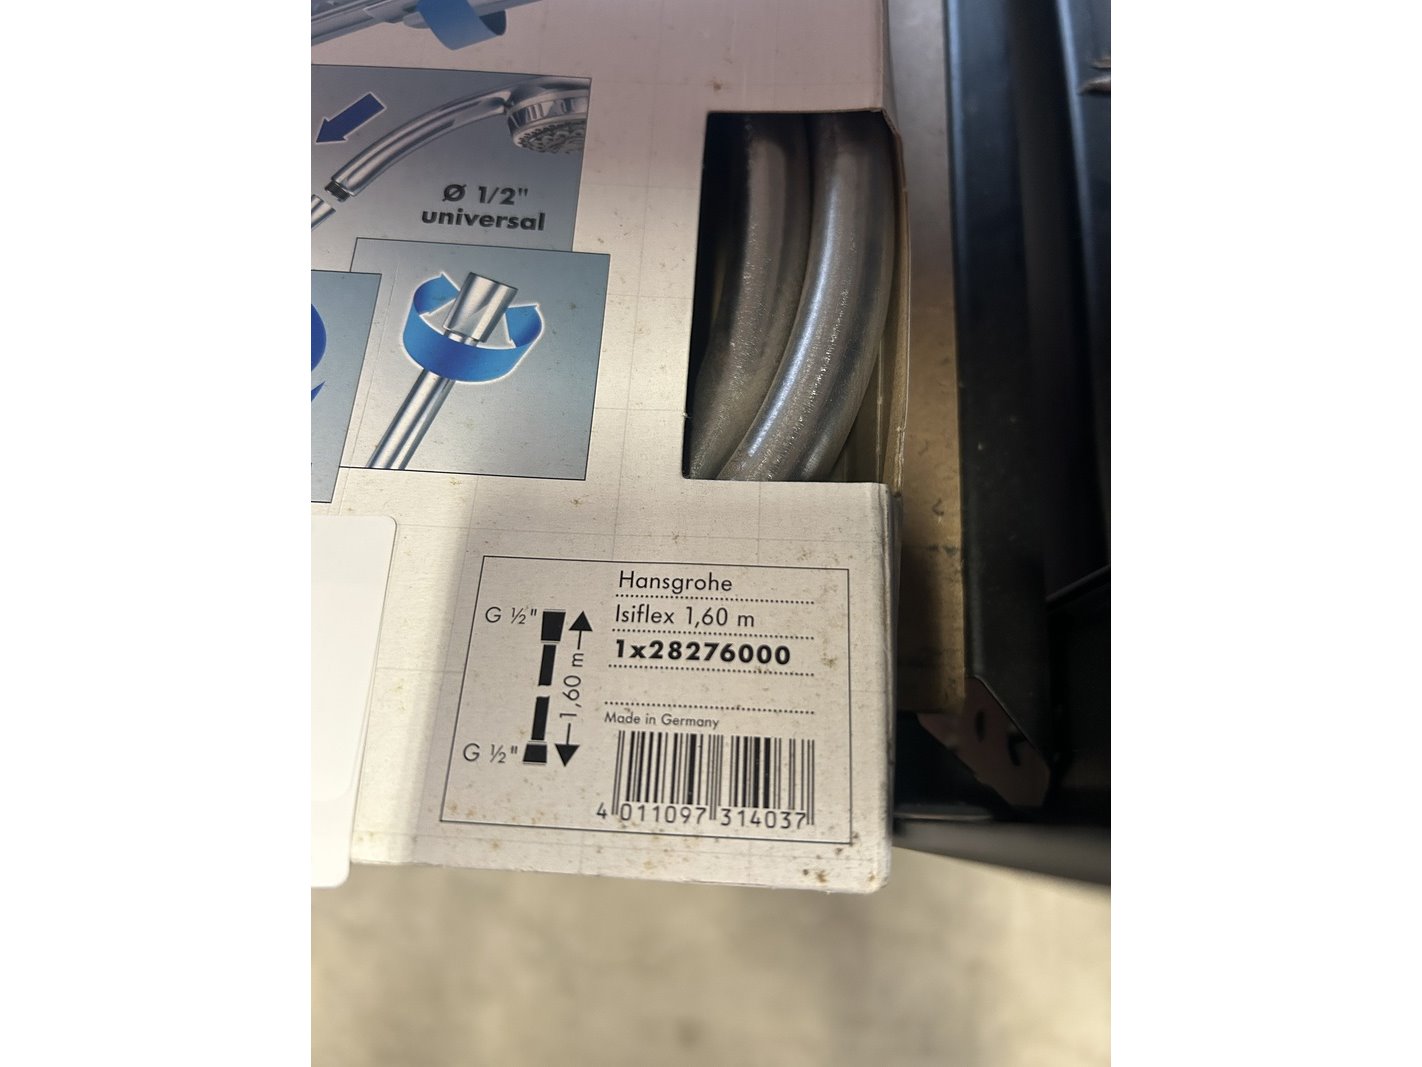 Ø 1/2"
universal
Hansgrohe
Isiflex 1,60 m
1x28276000
G ½"
1,60 m
G ½"
Made in Germany
4 011097 314037